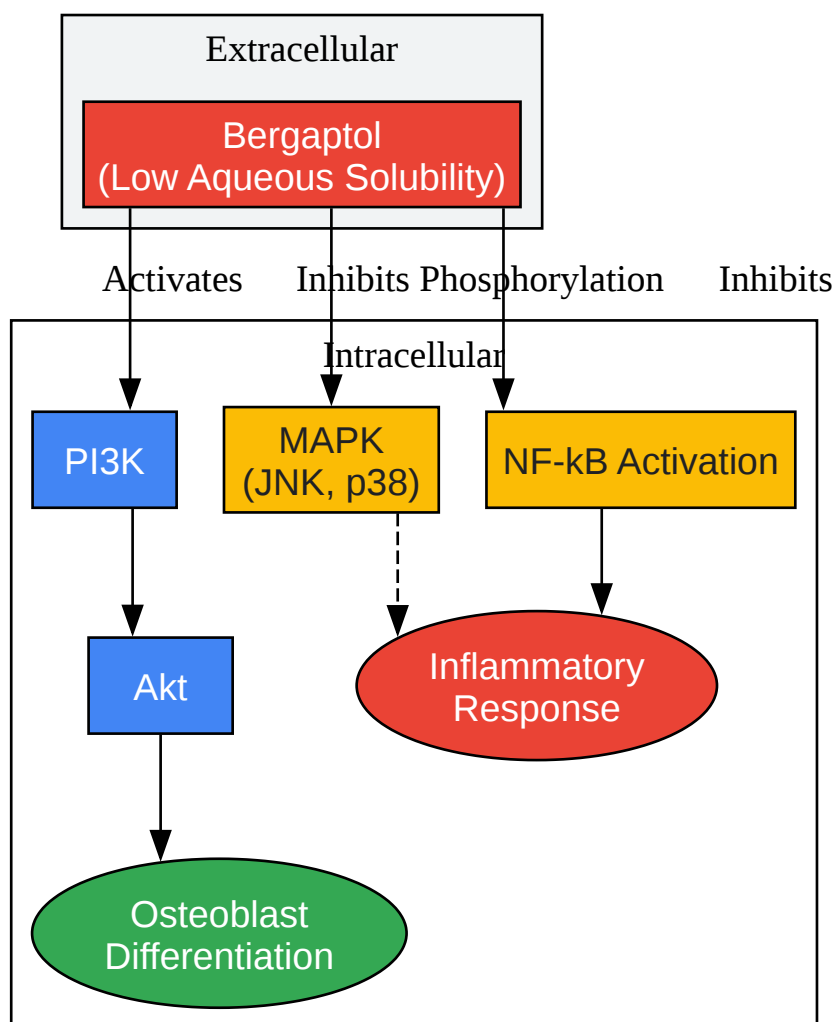 Extracellular
Bergaptol
(Low Aqueous Solubility)
Activates
Inhibits Phosphorylation
Inhibits
Intracellular
PI3K
MAPK
(JNK, p38)
NF-kB Activation
Akt
Inflammatory
Response
Osteoblast
Differentiation